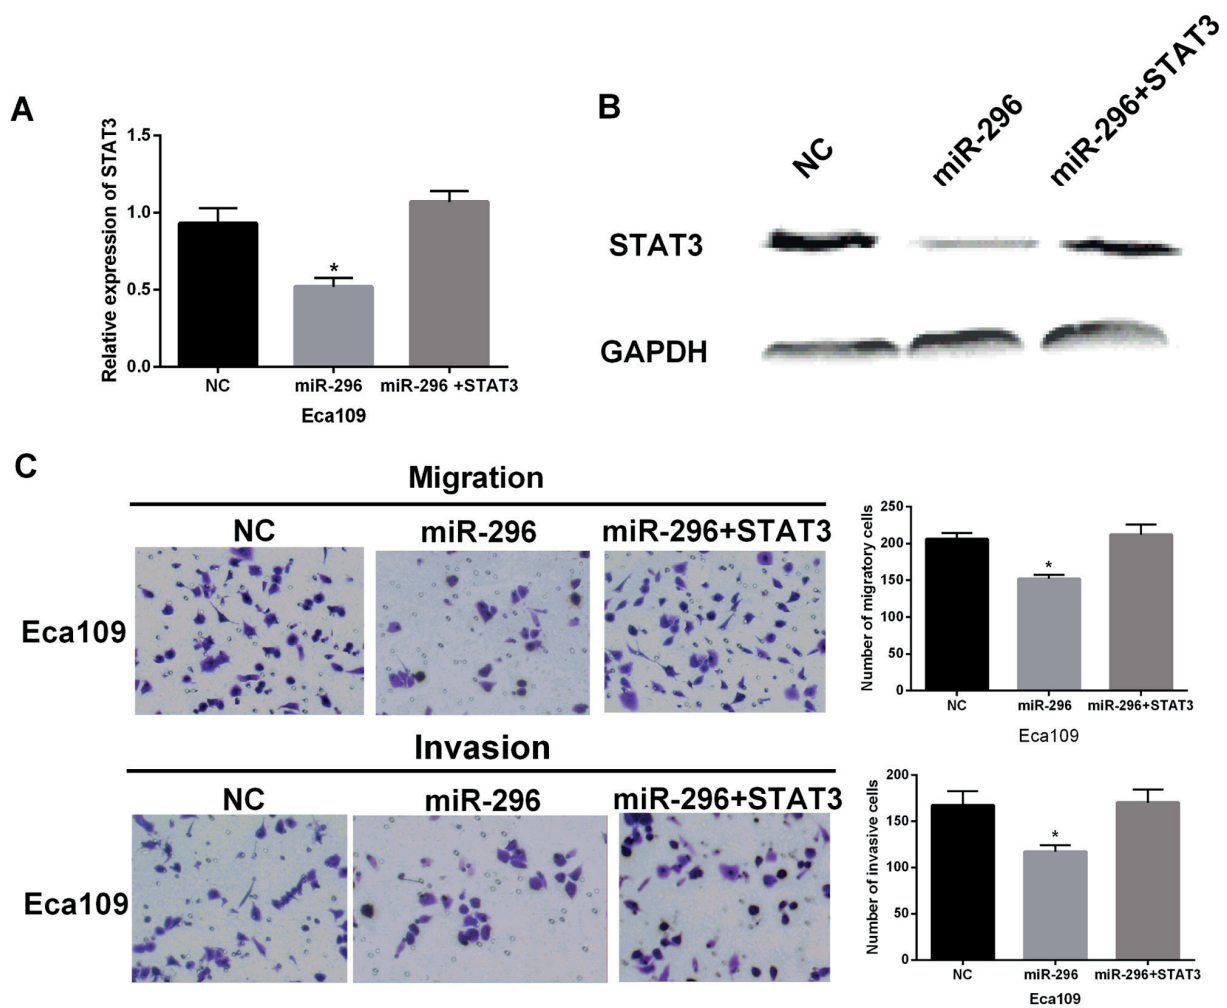 A
Relative expression of STAT3
1.5
1.0
0.5
0.0
*
NC miR-296 miR-296 +STAT3
Eca109
B
NC miR-296 miR-296+STAT3
STAT3
GAPDH
C
Migration
NC miR-296 miR-296+STAT3
Eca109
Number of migratory cells
250
200
150
100
50
0
*
NC miR-296 miR-296+STAT3
Eca109
Invasion
NC miR-296 miR-296+STAT3
Eca109
Number of invasive cells
200
150
100
50
0
*
NC miR-296 miR-296+STAT3
Eca109